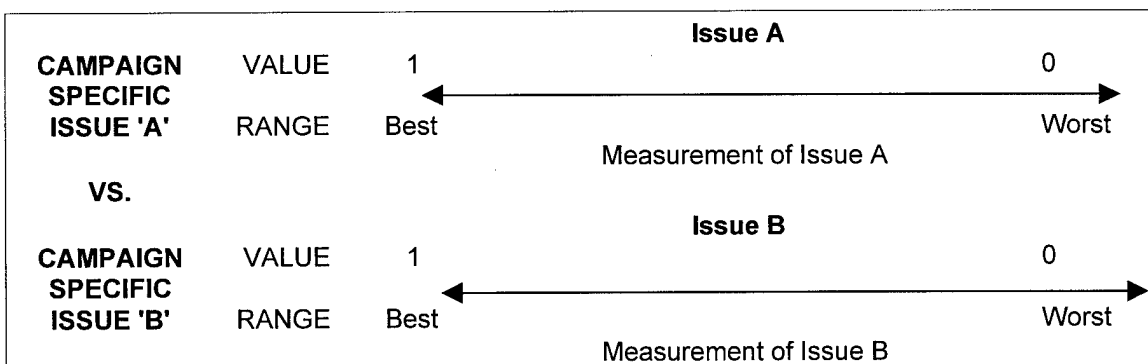 Issue A
CAMPAIGN VALUE 1 0
SPECIFIC
ISSUE 'A' RANGE Best Worst
Measurement of Issue A
VS.
Issue B
CAMPAIGN VALUE 1 0
SPECIFIC
ISSUE 'B' RANGE Best Worst
Measurement of Issue B